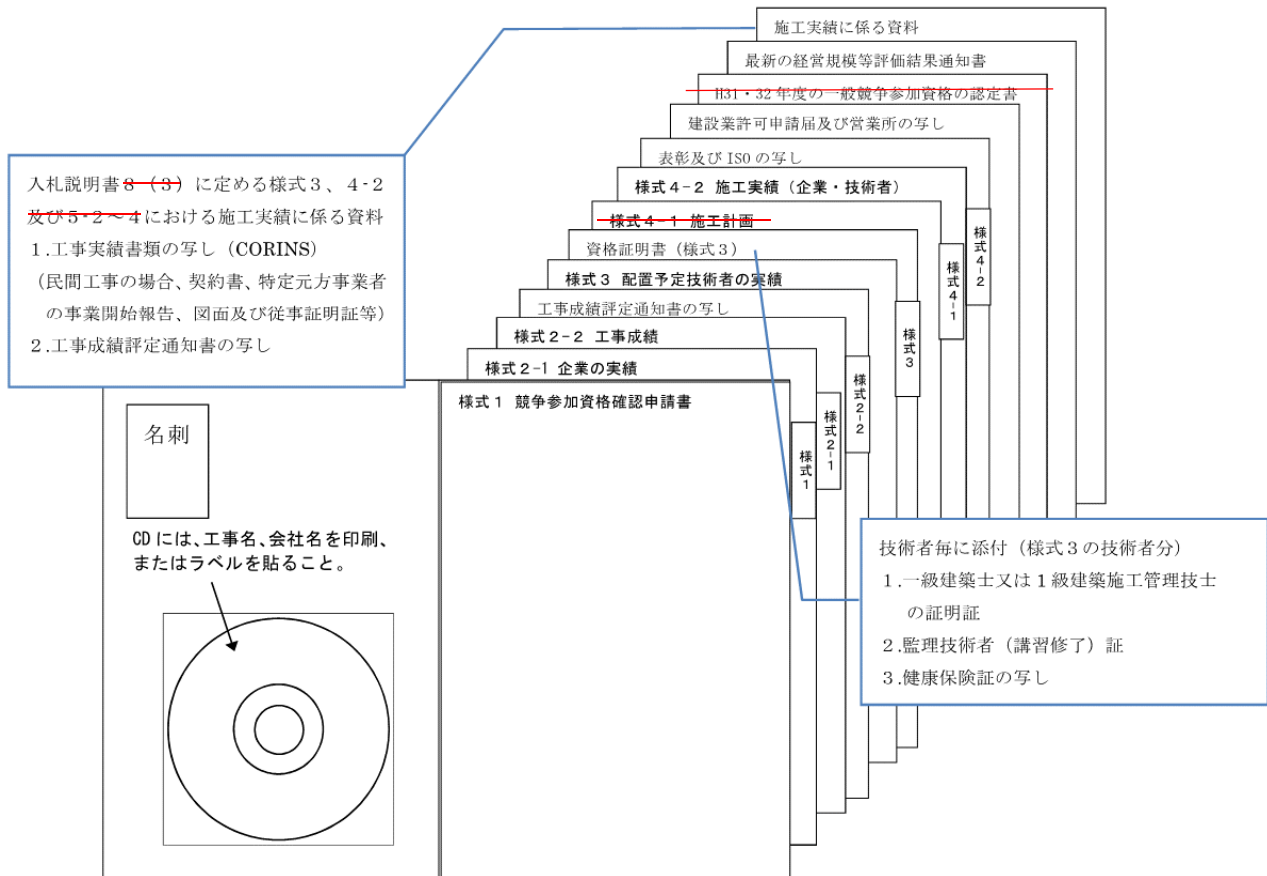 施工実績に係る資料
最新の経営規模等評価結果通知書
H31・32年度の一般競争参加資格の認定書
建設業許可申請届及び営業所の写し
表彰及び ISO の写し
様式4-2 施工実績（企業・技術者）
様式4-1 施工計画
資格証明書（様式3）
様式3 配置予定技術者の実績
工事成績評定通知書の写し
様式2-2 工事成績
様式2-1 企業の実績
様式1 競争参加資格確認申請書
入札説明書8（3）に定める様式3、4-2
及び5-2～4における施工実績に係る資料
1.工事実績書類の写し（CORINS）
（民間工事の場合、契約書、特定元方事業者
の事業開始報告、図面及び従事証明証等）
2.工事成績評定通知書の写し
名刺
CDには、工事名、会社名を印刷、
またはラベルを貼ること。
様式1
様式2-1
様式2-2
様式3
様式4-1
様式4-2
技術者毎に添付（様式3の技術者分）
1.一級建築士又は1級建築施工管理技士
の証明証
2.監理技術者（講習修了）証
3.健康保険証の写し